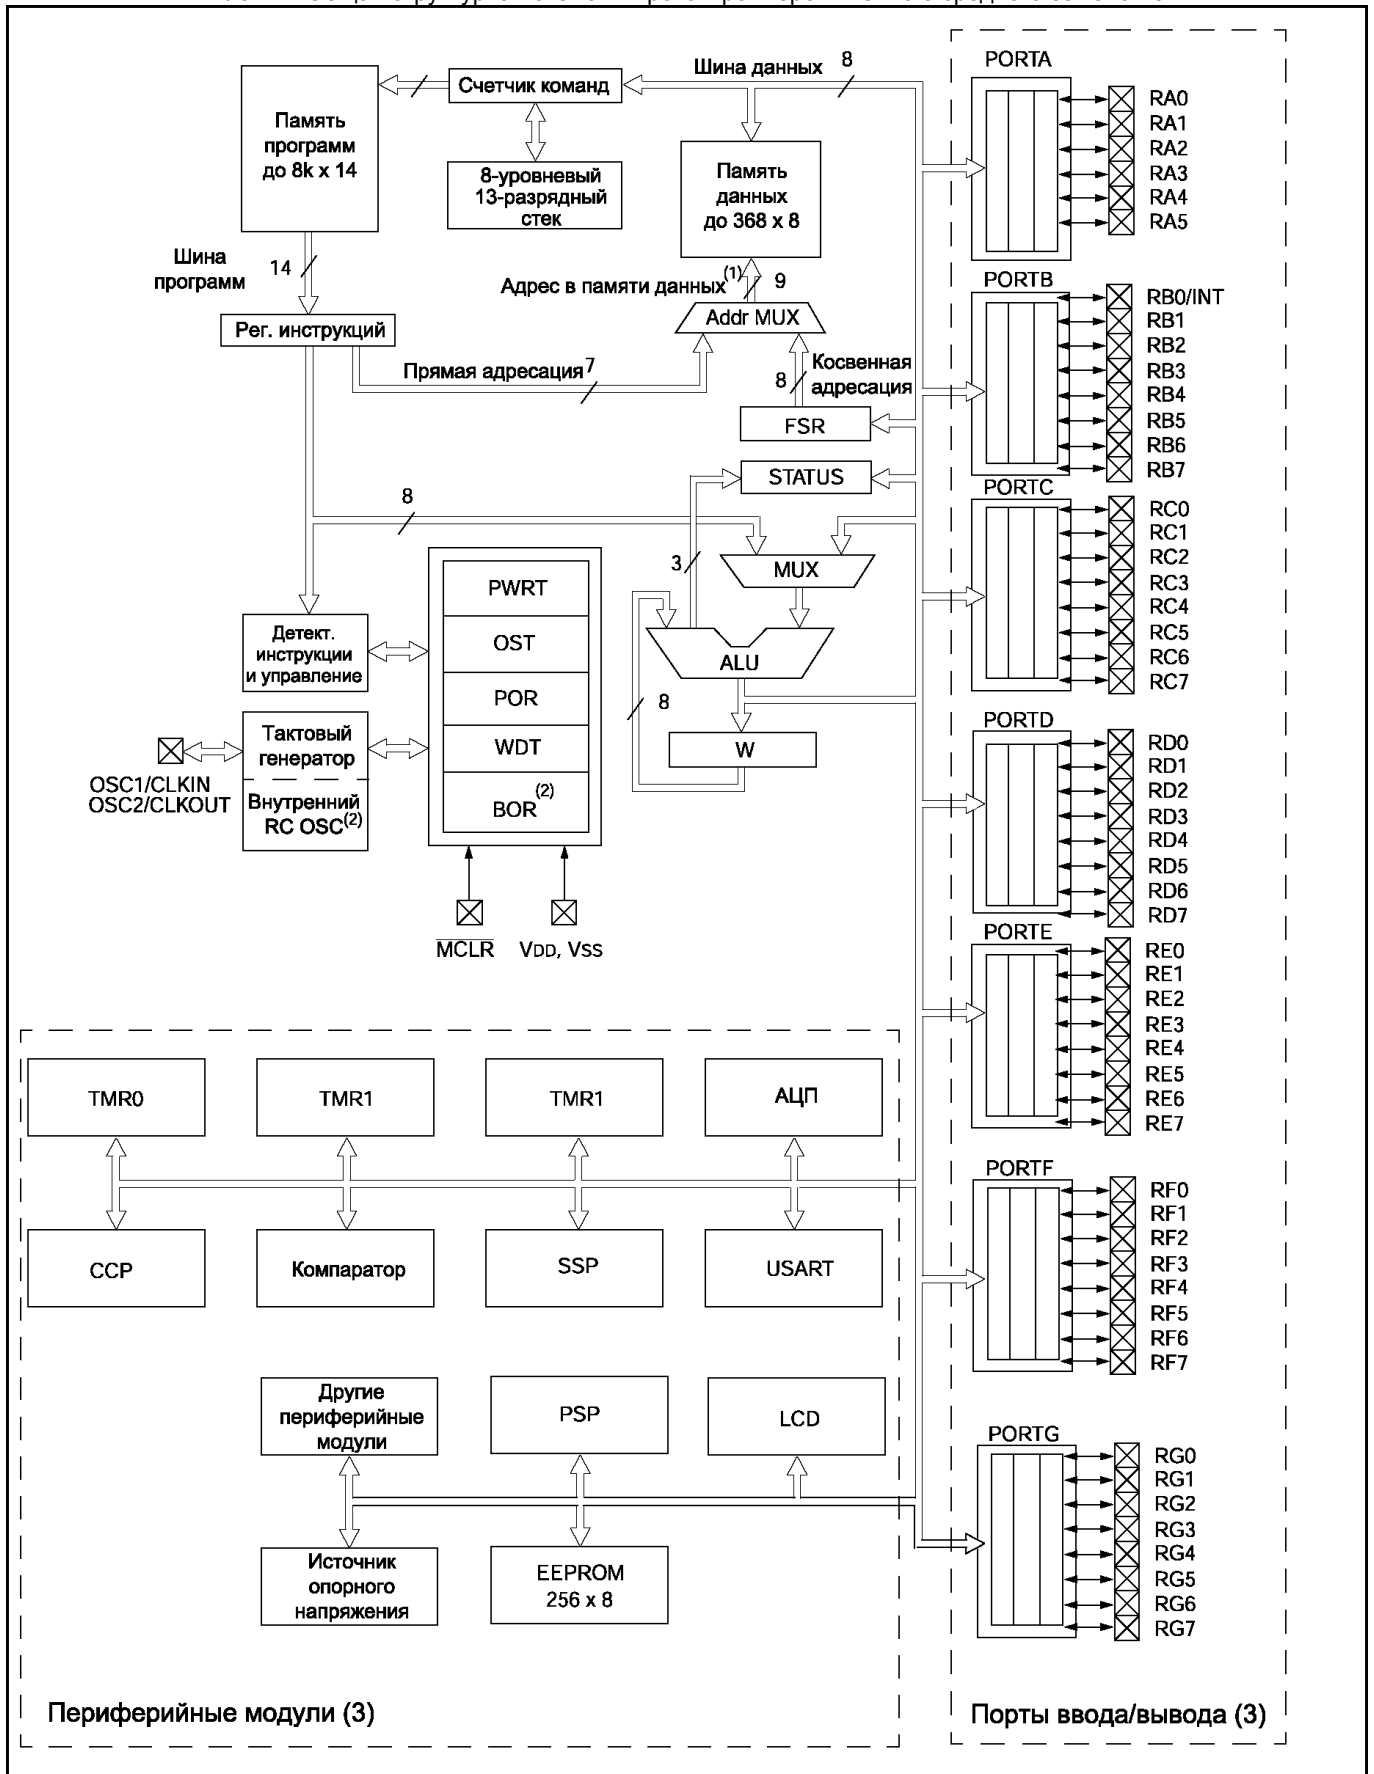 Память
программ
до 8k x 14
Счетчик команд
8-уровневый
13-разрядный
стек
Шина данных
8
Память
данных
до 368 x 8
Шина
программ
14
Адрес в памяти данных(1)
9
Addr MUX
Рег. инструкций
Прямая адресация
7
8
Косвенная
адресация
FSR
STATUS
8
3
MUX
ALU
8
W
PWRT
OST
POR
WDT
BOR(2)
Детект.
инструкции
и управление
Тактовый
генератор
Внутренний
RC OSC(2)
OSC1/CLKIN
OSC2/CLKOUT
MCLR
VDD, VSS
TMR0
TMR1
TMR1
АЦП
CCP
Компаратор
SSP
USART
Другие
периферийные
модули
PSP
LCD
Источник
опорного
напряжения
EEPROM
256 x 8
Периферийные модули (3)
PORTA
RA0
RA1
RA2
RA3
RA4
RA5
PORTB
RB0/INT
RB1
RB2
RB3
RB4
RB5
RB6
RB7
PORTC
RC0
RC1
RC2
RC3
RC4
RC5
RC6
RC7
PORTD
RD0
RD1
RD2
RD3
RD4
RD5
RD6
RD7
PORTE
RE0
RE1
RE2
RE3
RE4
RE5
RE6
RE7
PORTF
RF0
RF1
RF2
RF3
RF4
RF5
RF6
RF7
PORTG
RG0
RG1
RG2
RG3
RG4
RG5
RG6
RG7
Порты ввода/вывода (3)